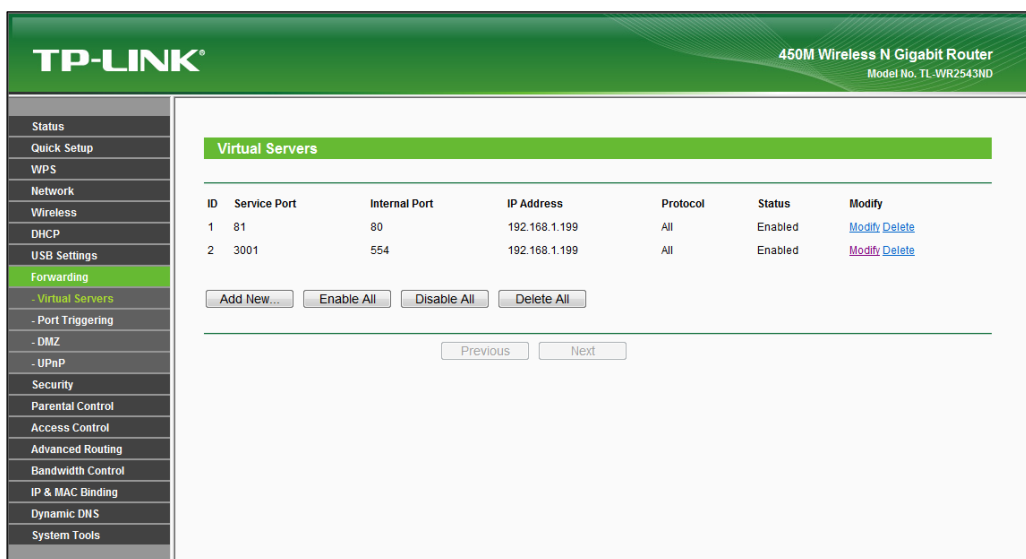 TP-LINK®
450M Wireless N Gigabit Router
Model No. TL-WR2543ND
Status
Quick Setup
WPS
Network
Wireless
DHCP
USB Settings
Forwarding
- Virtual Servers
- Port Triggering
- DMZ
- UPnP
Security
Parental Control
Access Control
Advanced Routing
Bandwidth Control
IP & MAC Binding
Dynamic DNS
System Tools
Virtual Servers
ID Service Port Internal Port IP Address Protocol Status Modify
1 81 80 192.168.1.199 All Enabled Modify Delete
2 3001 554 192.168.1.199 All Enabled Modify Delete
Add New... Enable All Disable All Delete All
Previous Next